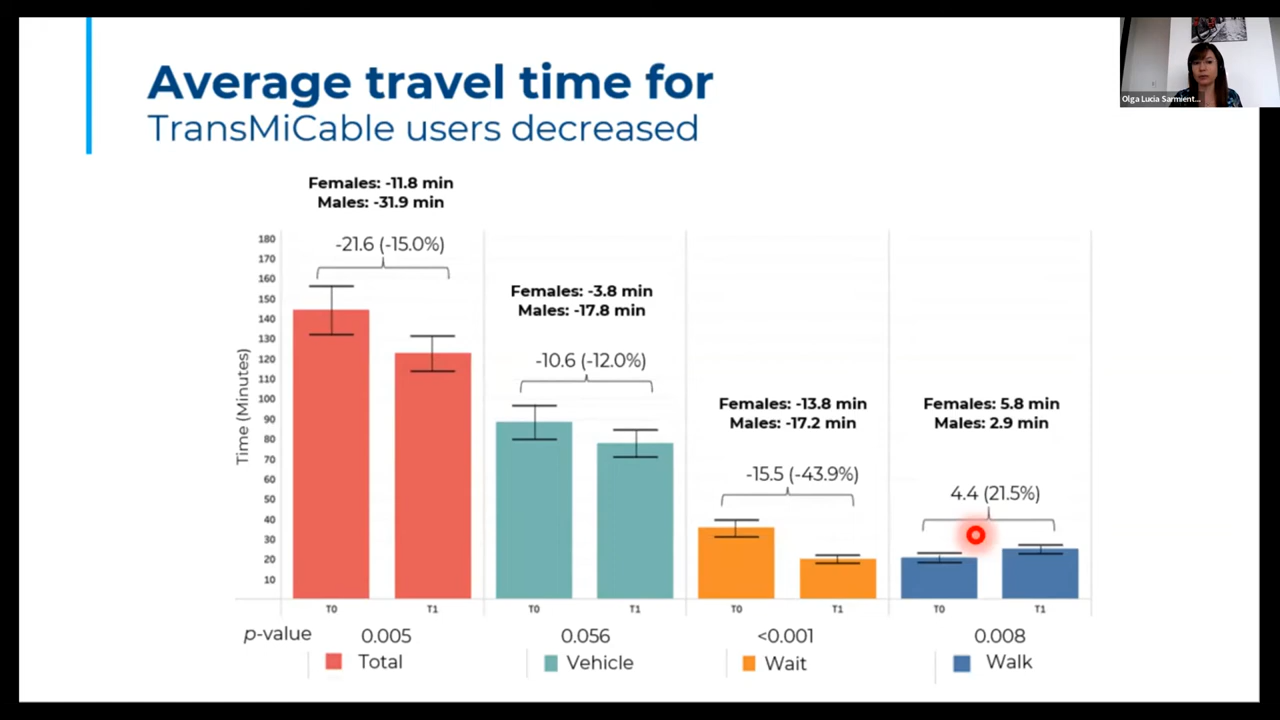 Average travel time for
TransMiCable users decreased
Olga Lucia Sarmient...
Females: -11.8 min
Males: -31.9 min
-21.6 (-15.0%)
Females: -3.8 min
Males: -17.8 min
-10.6 (-12.0%)
Females: -13.8 min
Males: -17.2 min
-15.5 (-43.9%)
Females: 5.8 min
Males: 2.9 min
4.4 (21.5%)
Time (Minutes)
180
170
160
150
140
130
120
110
100
90
80
70
60
50
40
30
20
10
T0 T1 T0 T1 T0 T1 T0 T1
p-value 0.005 0.056 <0.001 0.008
Total Vehicle Wait Walk